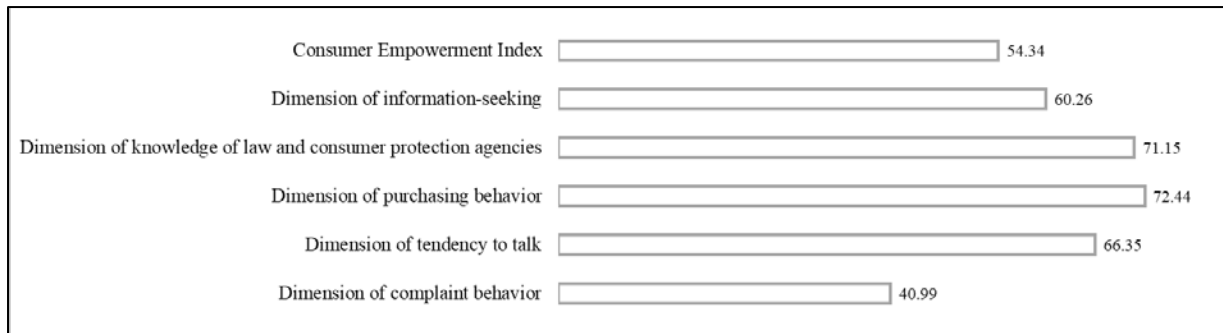 Consumer Empowerment Index 54.34
Dimension of information-seeking 60.26
Dimension of knowledge of law and consumer protection agencies 71.15
Dimension of purchasing behavior 72.44
Dimension of tendency to talk 66.35
Dimension of complaint behavior 40.99